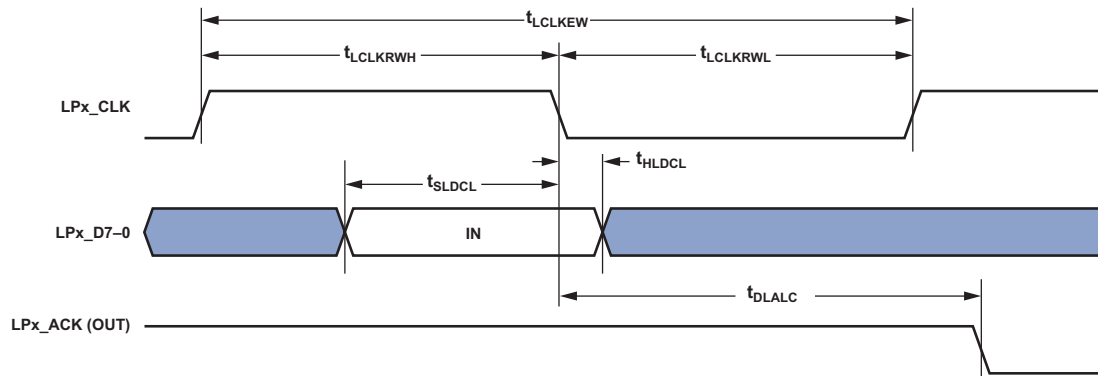 tLCLKEW
tLCLKRWH
tLCLKRWL
LPx_CLK
tHLDCL
tSLDCL
LPx_D7–0
IN
tDLALC
LPx_ACK (OUT)